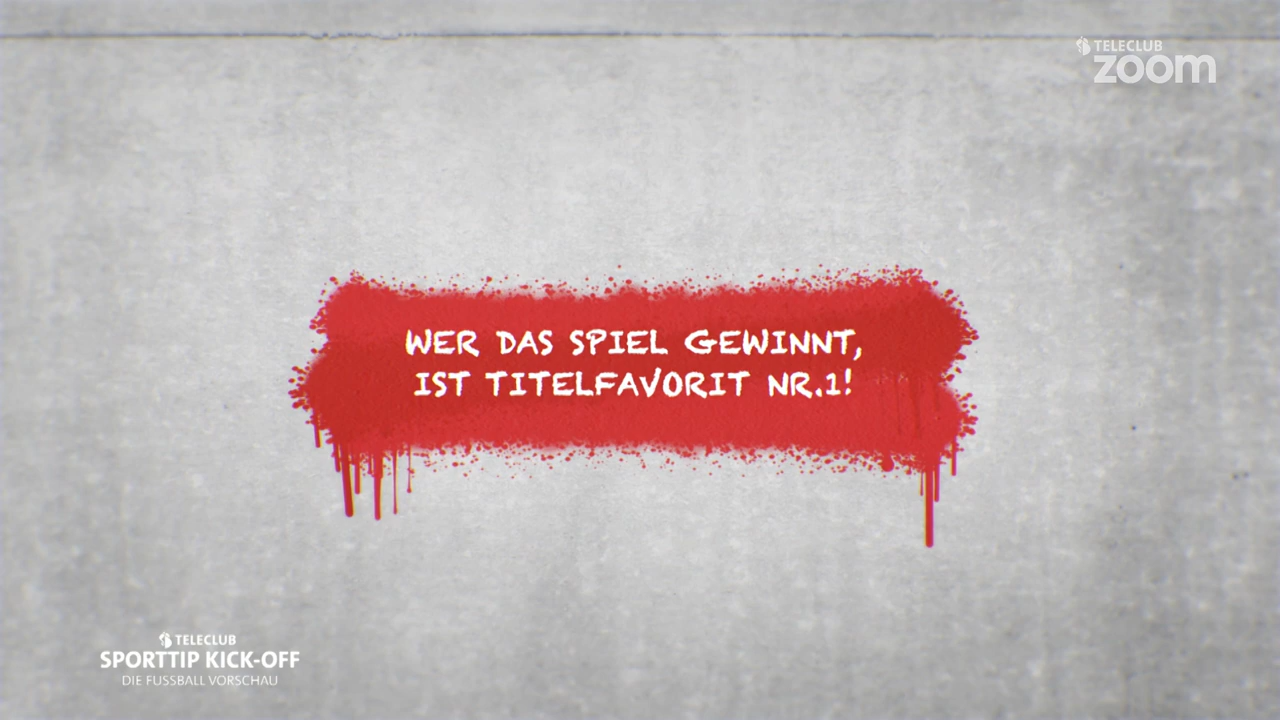 TELECLUB
zoom
WER DAS SPIEL GEWINNT,
IST TITELFAVORIT NR.1!
TELECLUB
SPORTTIP KICK-OFF
DIE FUSSBALL VORSCHAU